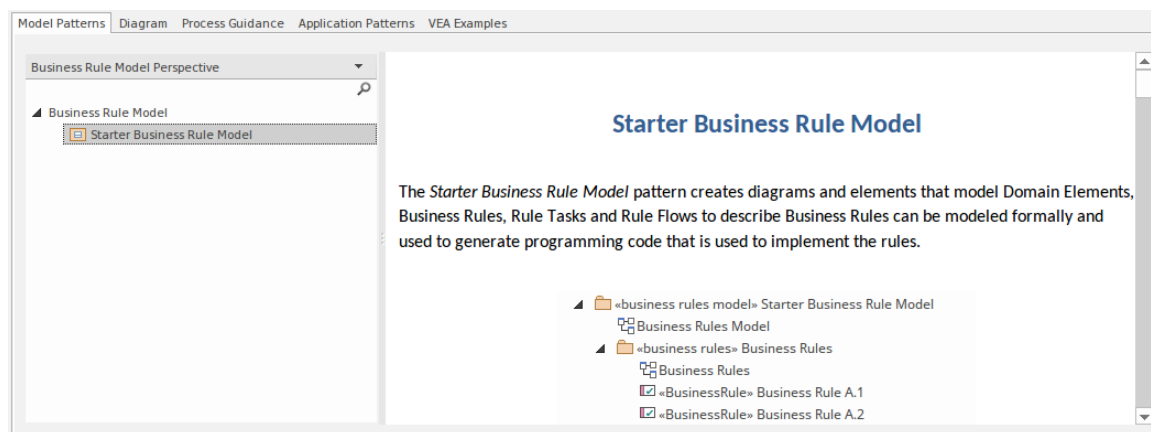 Model Patterns Diagram Process Guidance Application Patterns VEA Examples
Business Rule Model Perspective
Business Rule Model
Starter Business Rule Model
Starter Business Rule Model
The Starter Business Rule Model pattern creates diagrams and elements that model Domain Elements,
Business Rules, Rule Tasks and Rule Flows to describe Business Rules can be modeled formally and
used to generate programming code that is used to implement the rules.
«business rules model» Starter Business Rule Model
Business Rules Model
«business rules» Business Rules
Business Rules
«BusinessRule» Business Rule A.1
«BusinessRule» Business Rule A.2